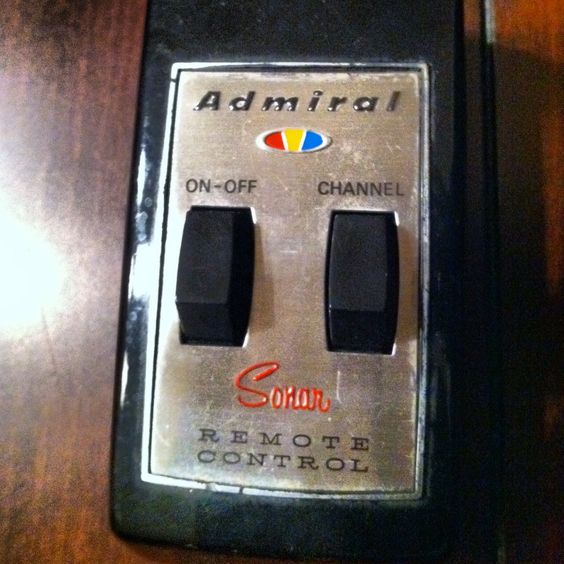 Admiral
ON-OFF CHANNEL
Sonar
REMOTE
CONTROL